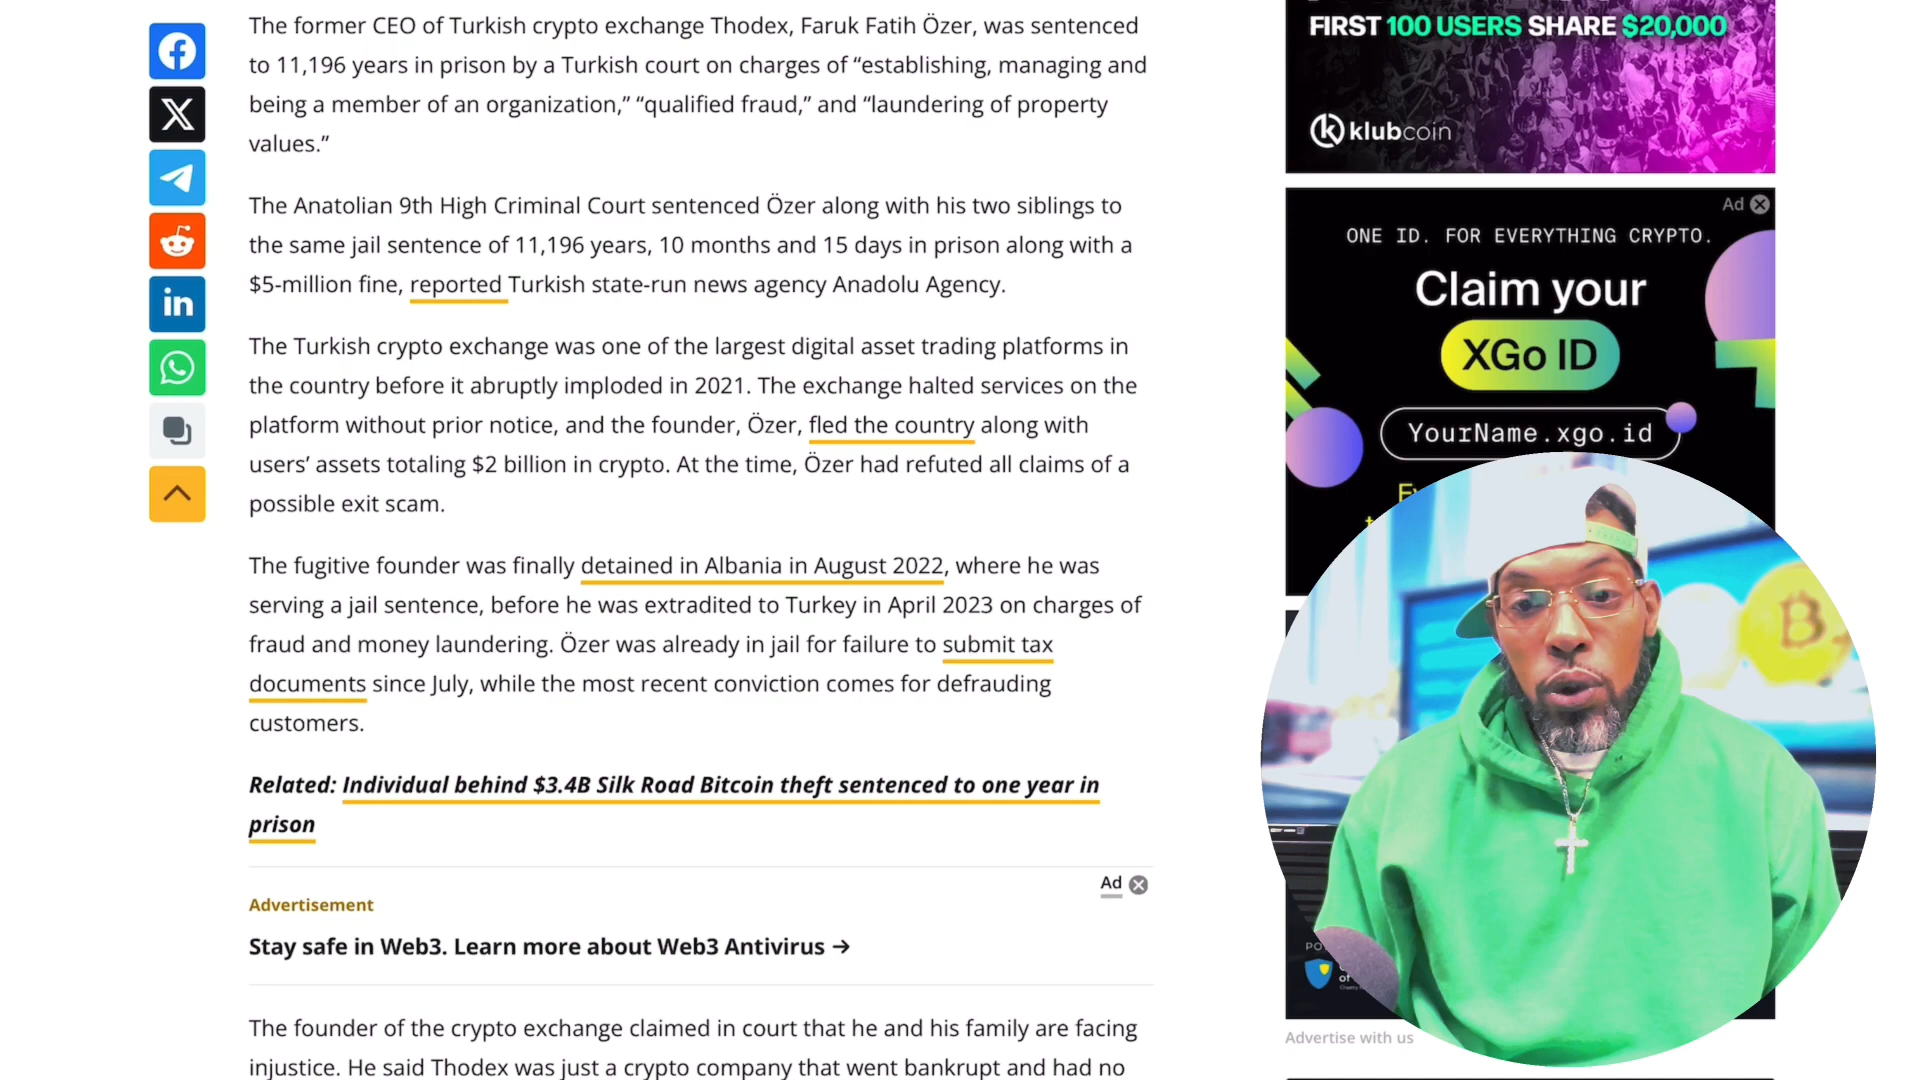 The former CEO of Turkish crypto exchange Thodex, Faruk Fatih Özer, was sentenced
to 11,196 years in prison by a Turkish court on charges of “establishing, managing and
being a member of an organization,” “qualified fraud,” and “laundering of property
values.”
The Anatolian 9th High Criminal Court sentenced Özer along with his two siblings to
the same jail sentence of 11,196 years, 10 months and 15 days in prison along with a
$5-million fine, reported Turkish state-run news agency Anadolu Agency.
The Turkish crypto exchange was one of the largest digital asset trading platforms in
the country before it abruptly imploded in 2021. The exchange halted services on the
platform without prior notice, and the founder, Özer, fled the country along with
users’ assets totaling $2 billion in crypto. At the time, Özer had refuted all claims of a
possible exit scam.
The fugitive founder was finally detained in Albania in August 2022, where he was
serving a jail sentence, before he was extradited to Turkey in April 2023 on charges of
fraud and money laundering. Özer was already in jail for failure to submit tax
documents since July, while the most recent conviction comes for defrauding
customers.
Related: Individual behind $3.4B Silk Road Bitcoin theft sentenced to one year in
prison
Ad
Advertisement
Stay safe in Web3. Learn more about Web3 Antivirus →
The founder of the crypto exchange claimed in court that he and his family are facing
injustice. He said Thodex was just a crypto company that went bankrupt and had no
FIRST 100 USERS SHARE $20,000
klubcoin
Ad
ONE ID. FOR EVERYTHING CRYPTO.
Claim your
XGo ID
YourName.xgo.id
of
Advertise with us